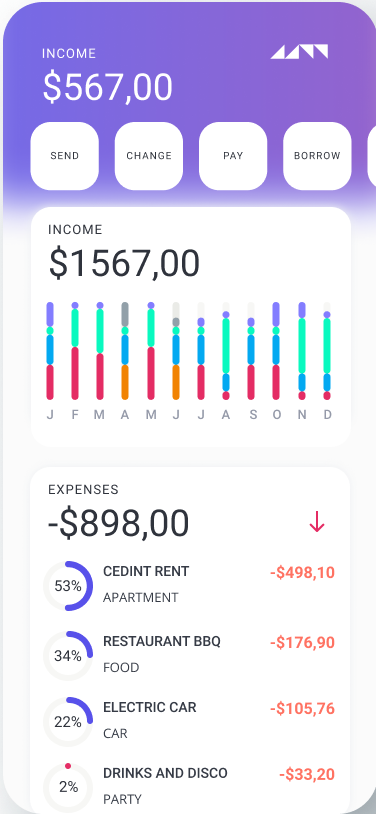 INCOME
$567,00
SEND
CHANGE
PAY
BORROW
INCOME
$1567,00
J F M A M J J A S O N D
EXPENSES
-$898,00
53%
CEDINT RENT
-$498,10
APARTMENT
34%
RESTAURANT BBQ
-$176,90
FOOD
22%
ELECTRIC CAR
-$105,76
CAR
2%
DRINKS AND DISCO
-$33,20
PARTY